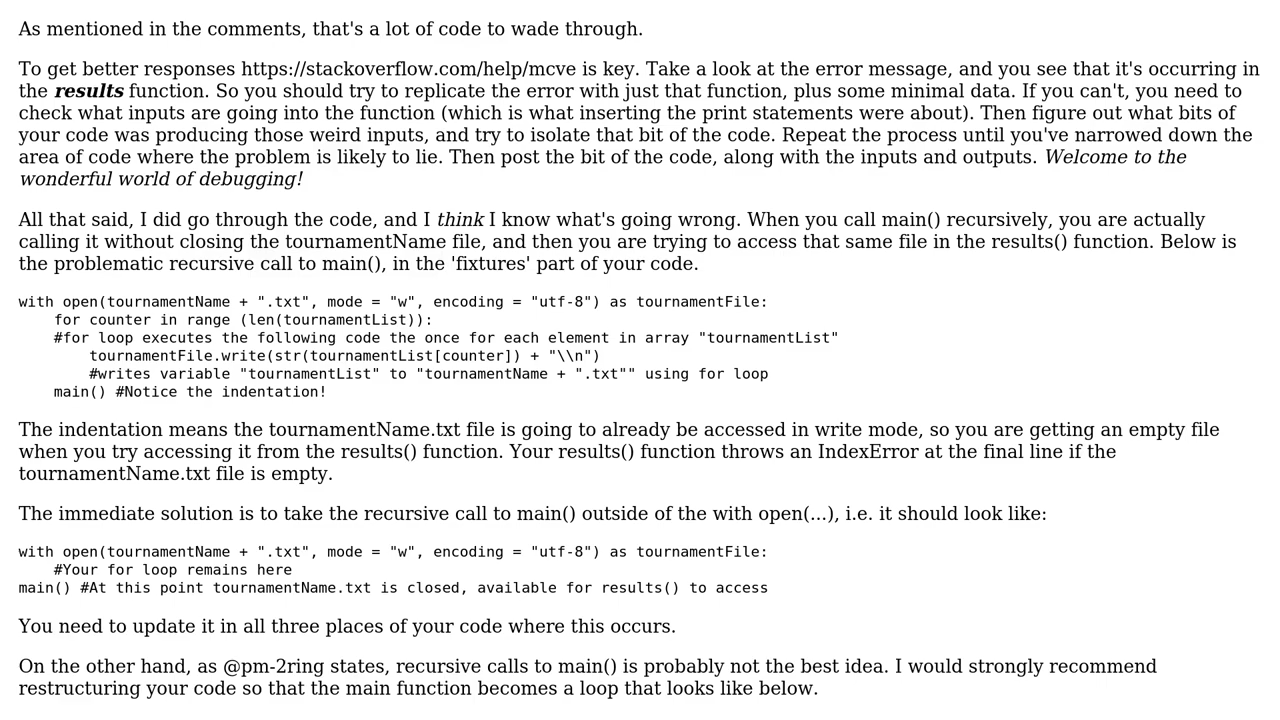 As mentioned in the comments, that's a lot of code to wade through.
To get better responses https://stackoverflow.com/help/mcve is key. Take a look at the error message, and you see that it's occurring in
the results function. So you should try to replicate the error with just that function, plus some minimal data. If you can't, you need to
check what inputs are going into the function (which is what inserting the print statements were about). Then figure out what bits of
your code was producing those weird inputs, and try to isolate that bit of the code. Repeat the process until you've narrowed down the
area of code where the problem is likely to lie. Then post the bit of the code, along with the inputs and outputs. Welcome to the
wonderful world of debugging!
All that said, I did go through the code, and I think I know what's going wrong. When you call main() recursively, you are actually
calling it without closing the tournamentName file, and then you are trying to access that same file in the results() function. Below is
the problematic recursive call to main(), in the 'fixtures' part of your code.
with open(tournamentName + ".txt", mode = "w", encoding = "utf-8") as tournamentFile:
    for counter in range (len(tournamentList)):
    #for loop executes the following code the once for each element in array "tournamentList"
        tournamentFile.write(str(tournamentList[counter]) + "\\n")
        #writes variable "tournamentList" to "tournamentName + ".txt"" using for loop
    main() #Notice the indentation!
The indentation means the tournamentName.txt file is going to already be accessed in write mode, so you are getting an empty file
when you try accessing it from the results() function. Your results() function throws an IndexError at the final line if the
tournamentName.txt file is empty.
The immediate solution is to take the recursive call to main() outside of the with open(...), i.e. it should look like:
with open(tournamentName + ".txt", mode = "w", encoding = "utf-8") as tournamentFile:
    #Your for loop remains here
main() #At this point tournamentName.txt is closed, available for results() to access
You need to update it in all three places of your code where this occurs.
On the other hand, as @pm-2ring states, recursive calls to main() is probably not the best idea. I would strongly recommend
restructuring your code so that the main function becomes a loop that looks like below.